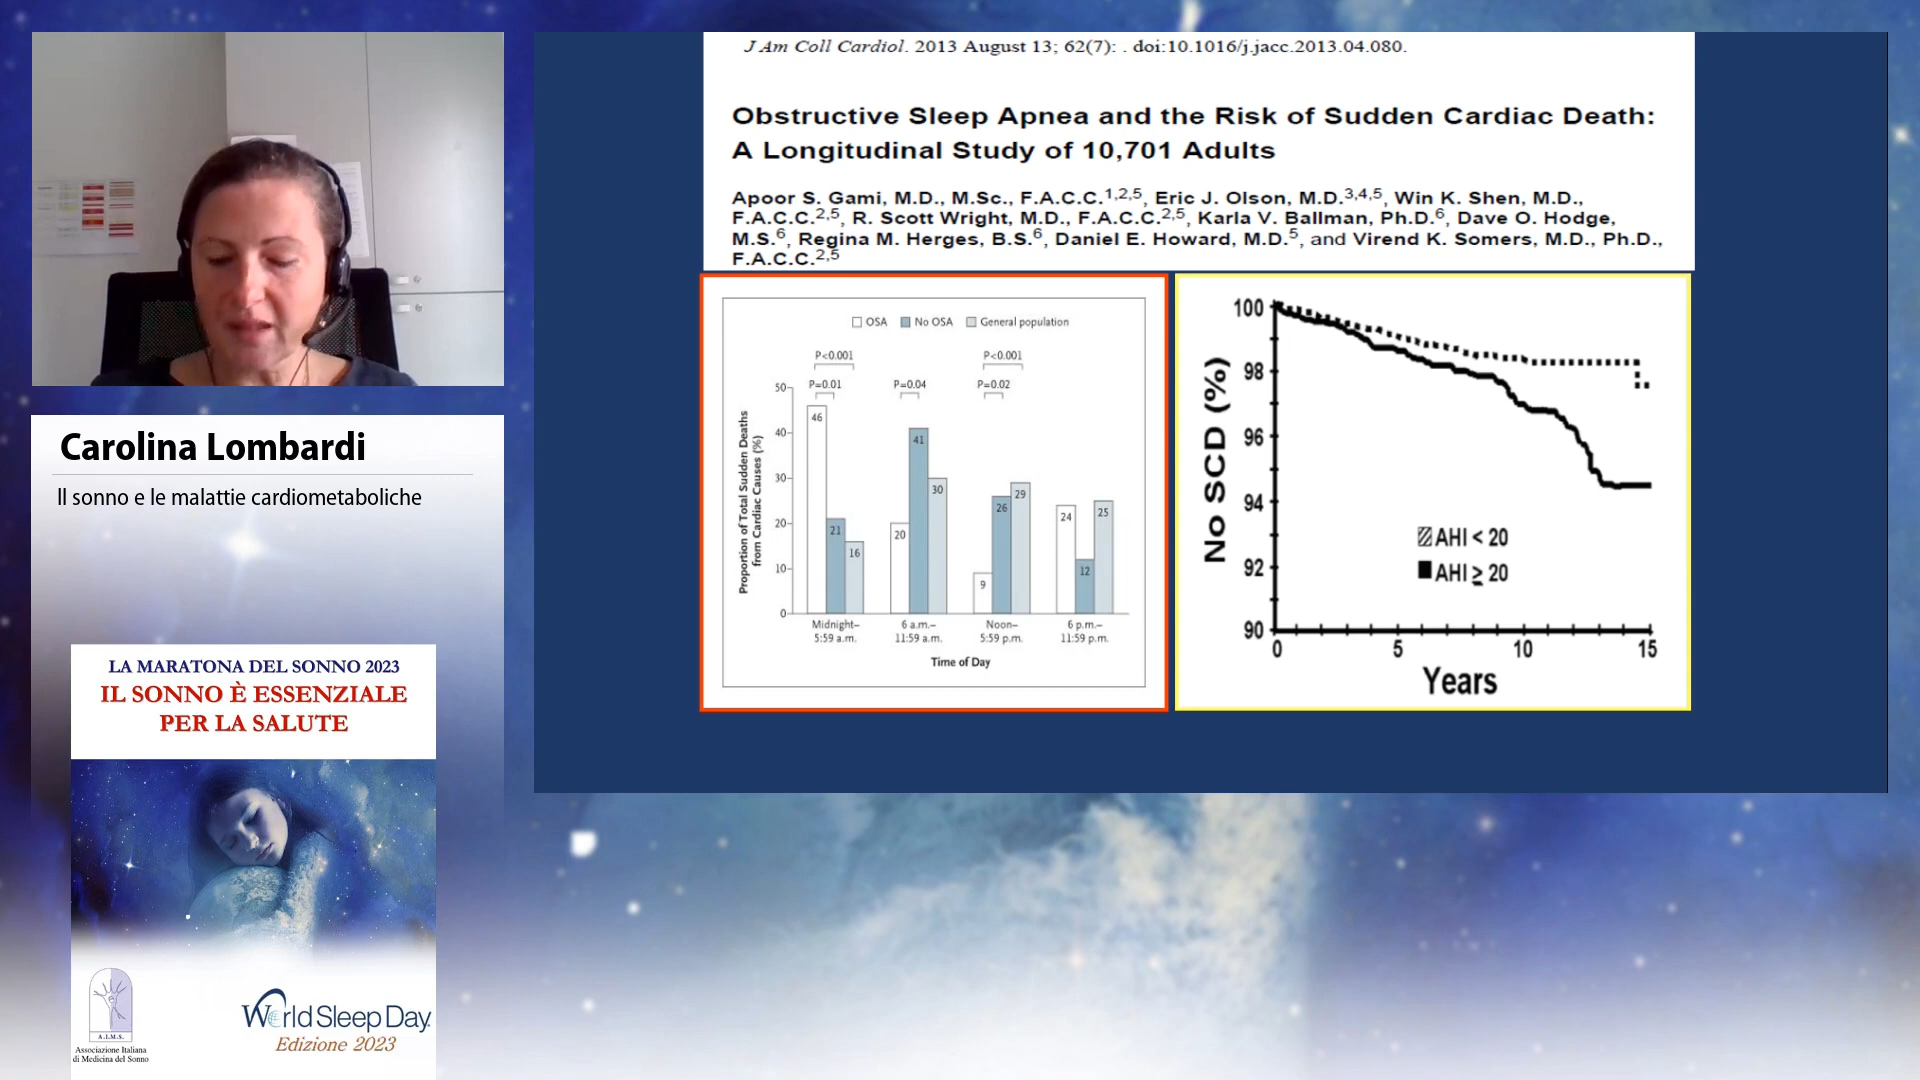 J Am Coll Cardiol. 2013 August 13; 62(7): . doi:10.1016/j.jacc.2013.04.080.
Obstructive Sleep Apnea and the Risk of Sudden Cardiac Death:
A Longitudinal Study of 10,701 Adults
Apoor S. Gami, M.D., M.Sc., F.A.C.C.1,2,5, Eric J. Olson, M.D.3,4,5, Win K. Shen, M.D.,
F.A.C.C.2,5, R. Scott Wright, M.D., F.A.C.C.2,5, Karla V. Ballman, Ph.D.6, Dave O. Hodge,
M.S.6, Regina M. Herges, B.S.6, Daniel E. Howard, M.D.5, and Virend K. Somers, M.D., Ph.D.,
F.A.C.C.2,5
OSA No OSA General population
P<0.001 P<0.001
P=0.01 P=0.04 P=0.02
Proportion of Total Sudden Deaths
from Cardiac Causes (%)
50
40
30
20
10
0
46 21 16
20 41 30
9 26 29
24 12 25
Midnight–
5:59 a.m.
6 a.m.–
11:59 a.m.
Noon–
5:59 p.m.
6 p.m.–
11:59 p.m.
Time of Day
No SCD (%)
100
98
96
94
92
90
AHI < 20
AHI ≥ 20
0 5 10 15
Years
Carolina Lombardi
Il sonno e le malattie cardiometaboliche
LA MARATONA DEL SONNO 2023
IL SONNO È ESSENZIALE
PER LA SALUTE
A.I.M.S.
Associazione Italiana
di Medicina del Sonno
World Sleep Day
Edizione 2023